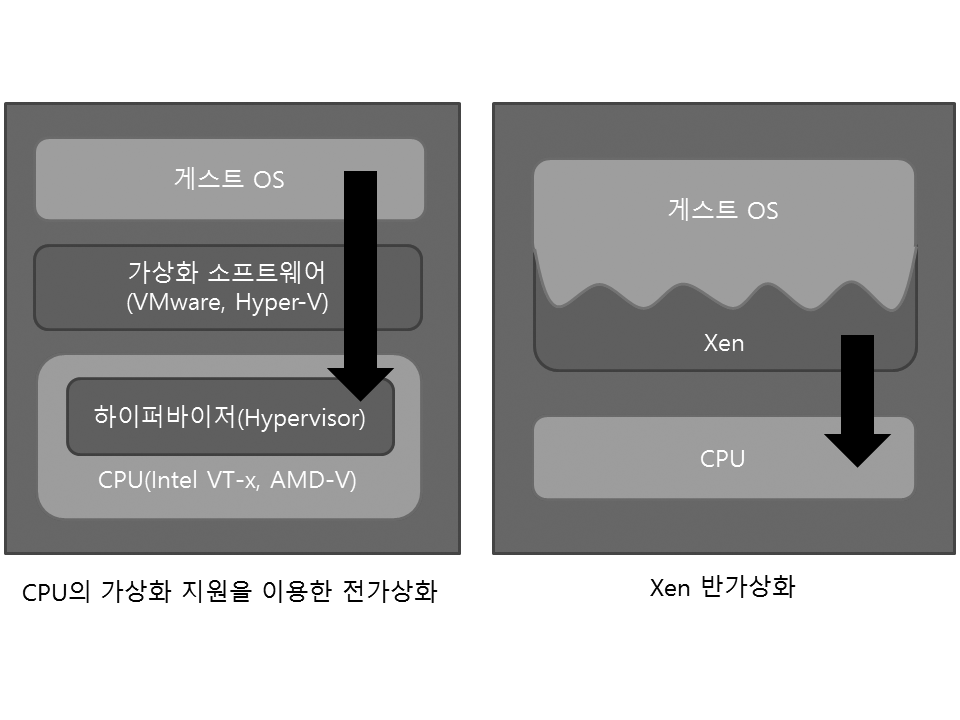 게스트 OS
가상화 소프트웨어
(VMware, Hyper-V)
하이퍼바이저(Hypervisor)
CPU(Intel VT-x, AMD-V)
CPU의 가상화 지원을 이용한 전가상화
게스트 OS
Xen
CPU
Xen 반가상화